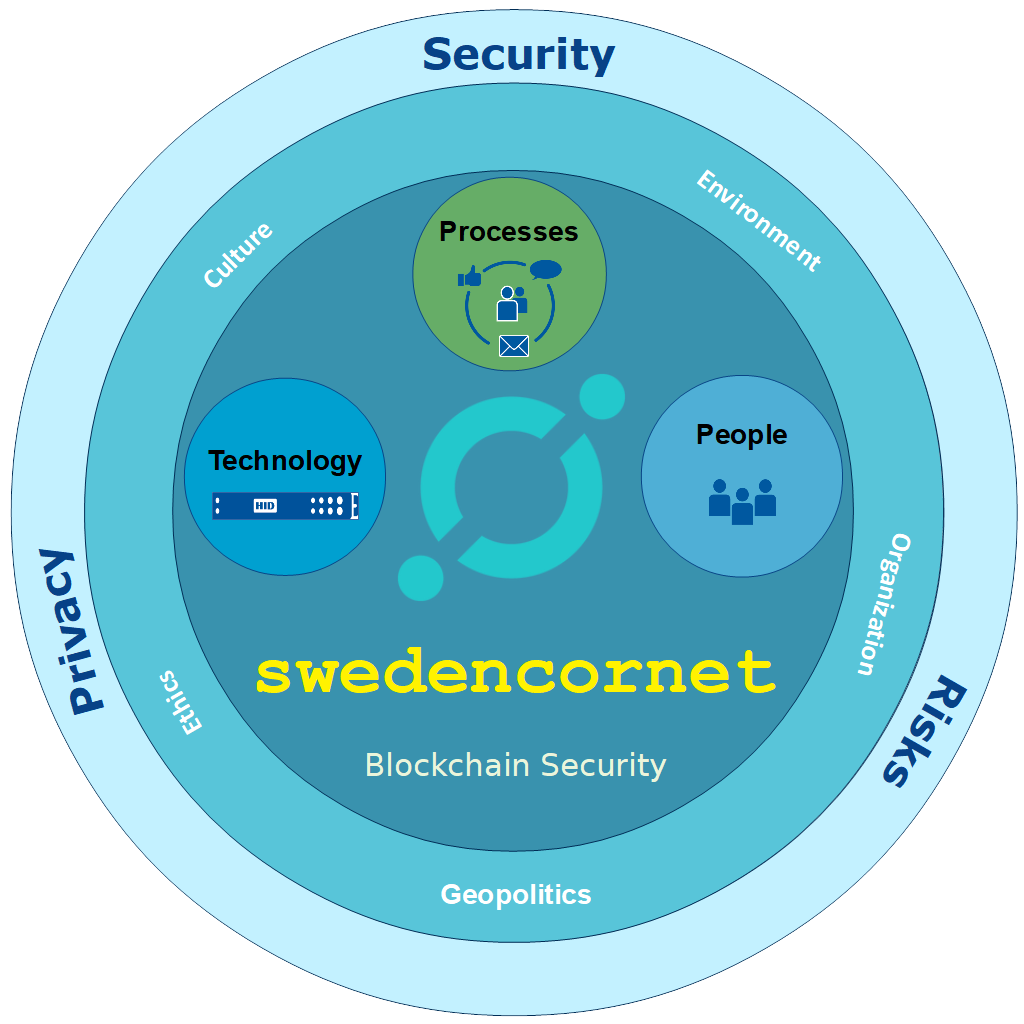 Security
Environment
Culture
Processes
People
Technology
HID
Organization
Privacy
Ethics
Risks
swedencornet
Blockchain Security
Geopolitics